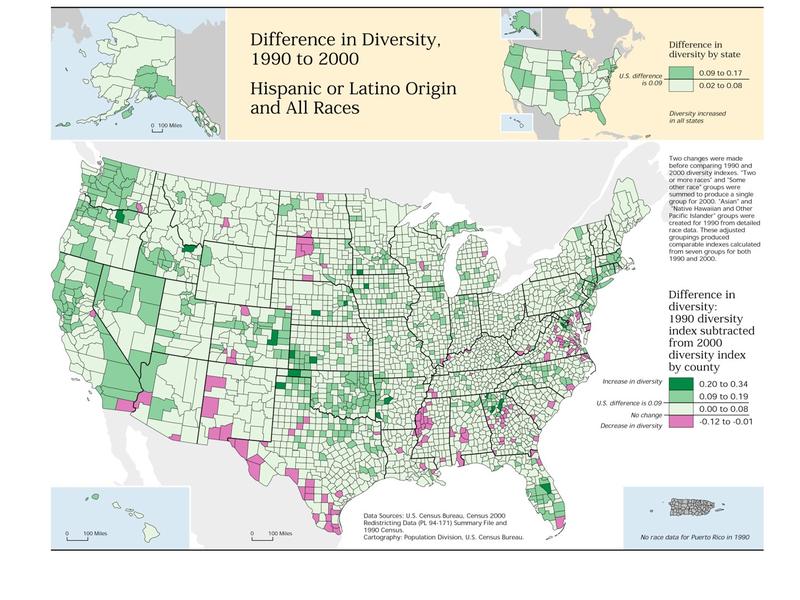 Difference in Diversity,
1990 to 2000
Hispanic or Latino Origin
and All Races
0 100 Miles
U.S. difference
is 0.09
Difference in
diversity by state
0.09 to 0.17
0.02 to 0.08
Diversity increased
in all states
Two changes were made
before comparing 1990 and
2000 diversity indexes. "Two
or more races" and "Some
other race" groups were
summed to produce a single
group for 2000. "Asian" and
"Native Hawaiian and Other
Pacific Islander" groups were
created for 1990 from detailed
race data. These adjusted
groupings produced
comparable indexes calculated
from seven groups for both
1990 and 2000.
Difference in
diversity:
1990 diversity
index subtracted
from 2000
diversity index
by county
Increase in diversity
0.20 to 0.34
0.09 to 0.19
U.S. difference is 0.09
0.00 to 0.08
No change
Decrease in diversity
-0.12 to -0.01
0 100 Miles
0 100 Miles
Data Sources: U.S. Census Bureau, Census 2000
Redistricting Data (PL 94-171) Summary File and
1990 Census.
Cartography: Population Division, U.S. Census Bureau.
No race data for Puerto Rico in 1990